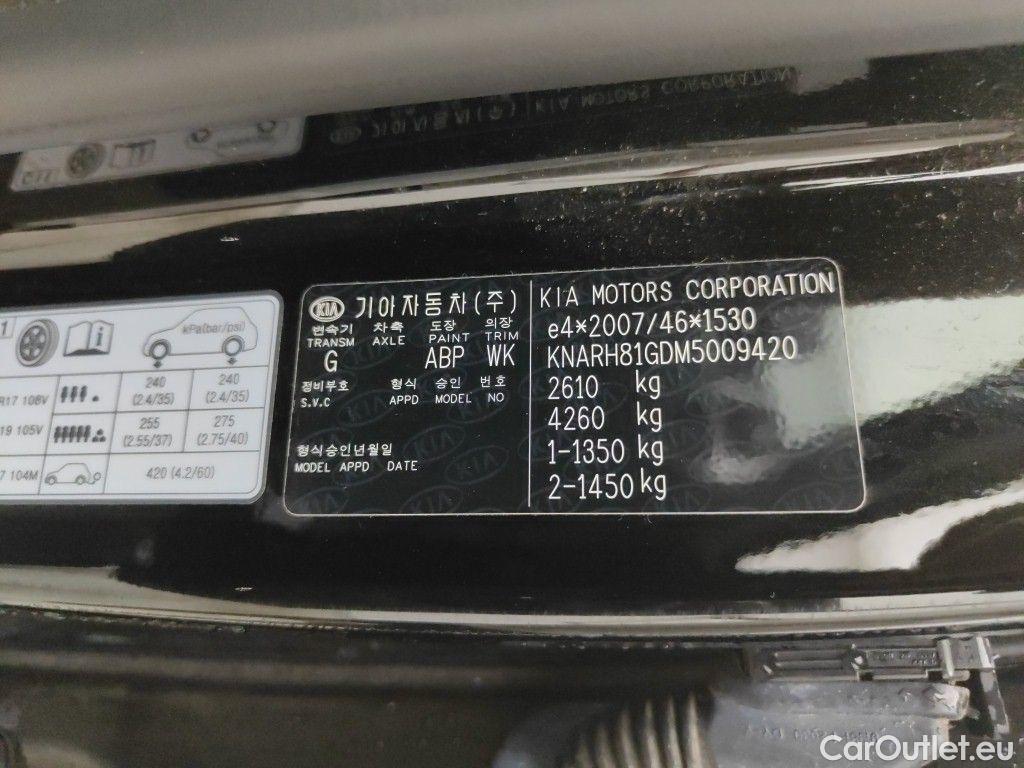 KIA MOTORS CORPORATION
1
kPa(bar/psi)
R17 108V
240
(2.4/35)
240
(2.4/35)
19 105V
255
(2.55/37)
275
(2.75/40)
7 104M
420 (4.2/60)
KIA 기아자동차(주)
변속기 차축 도장 의장
TRANSM AXLE PAINT TRIM
G ABP WK
정비부호 형식 승인 번호
S.V.C APPD MODEL NO
형식승인년월일
MODEL APPD DATE
KIA MOTORS CORPORATION
e4*2007/46*1530
KNARH81GDM5009420
2610 kg
4260 kg
1-1350 kg
2-1450 kg
CarOutlet.eu